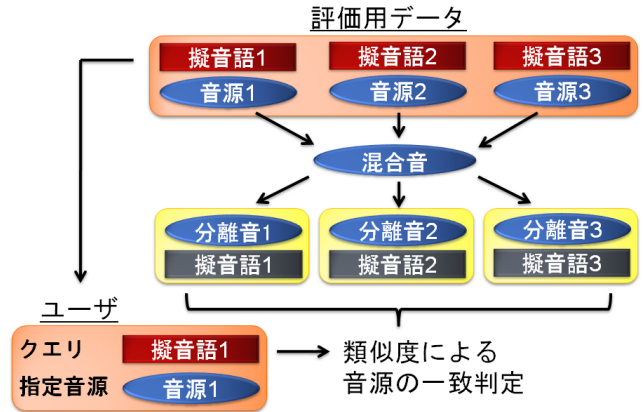 評価用データ
擬音語1 擬音語2 擬音語3
音源1 音源2 音源3
混合音
分離音1 分離音2 分離音3
擬音語1 擬音語2 擬音語3
ユーザ
クエリ 擬音語1
指定音源 音源1
類似度による
音源の一致判定